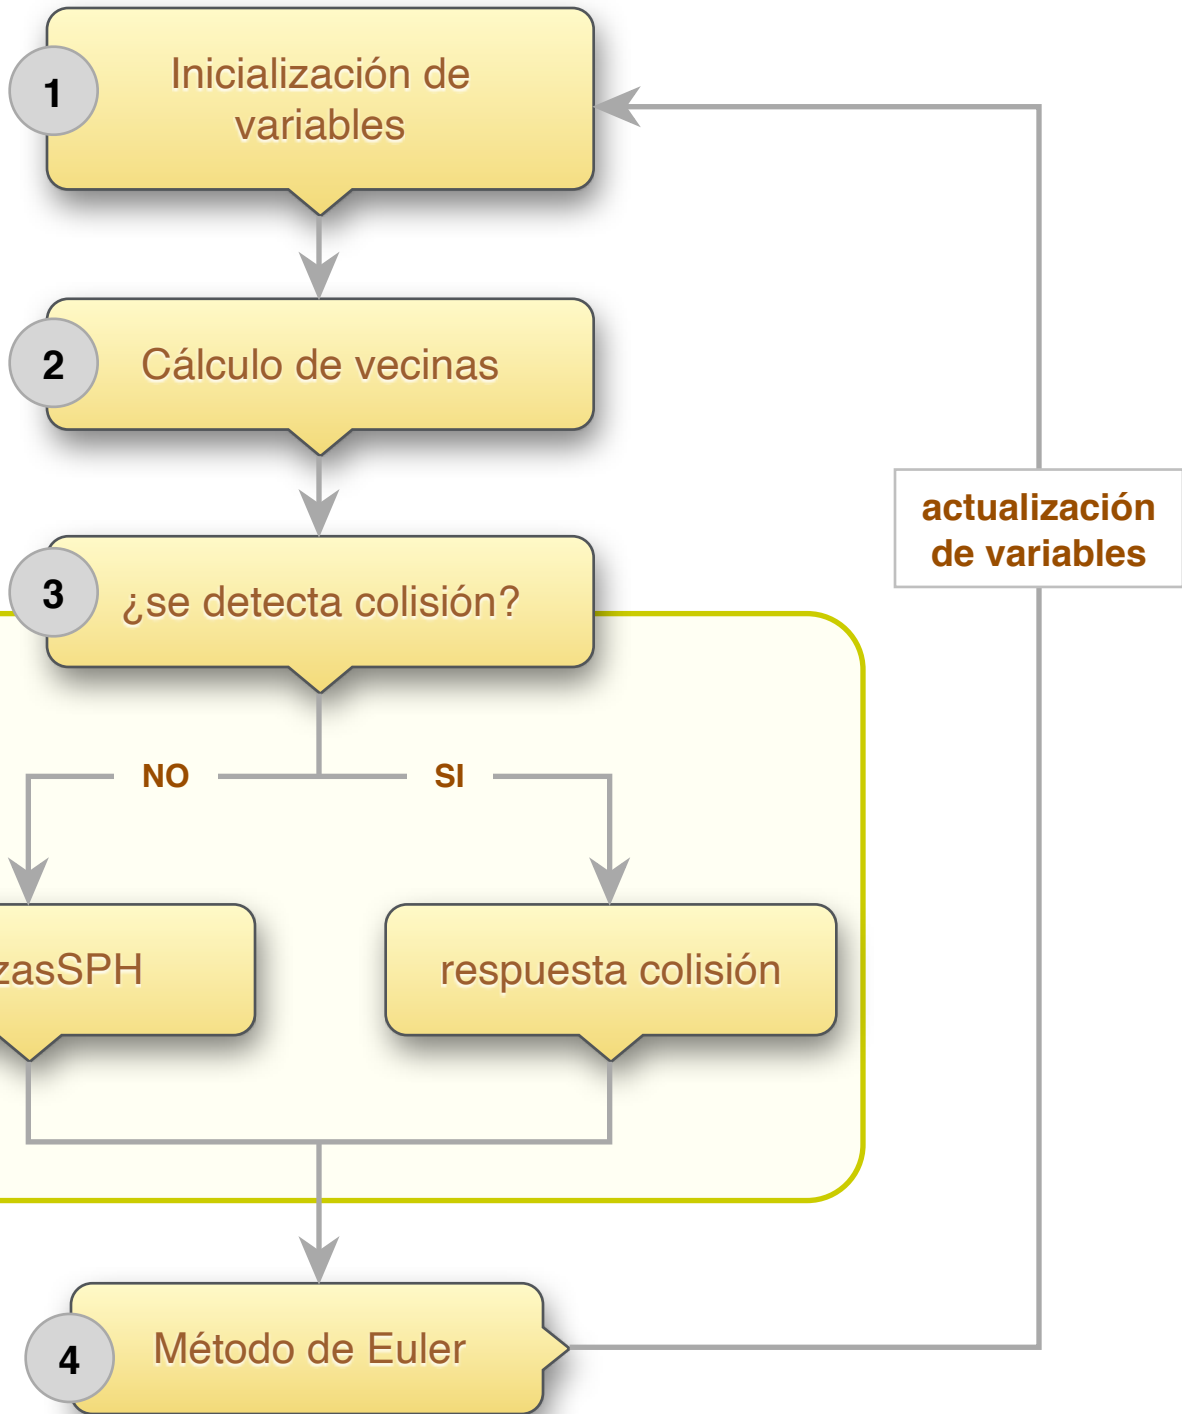 1
Inicialización de
variables
2
Cálculo de vecinas
actualización
de variables
3
¿se detecta colisión?
NO
SI
zasSPH
respuesta colisión
4
Método de Euler